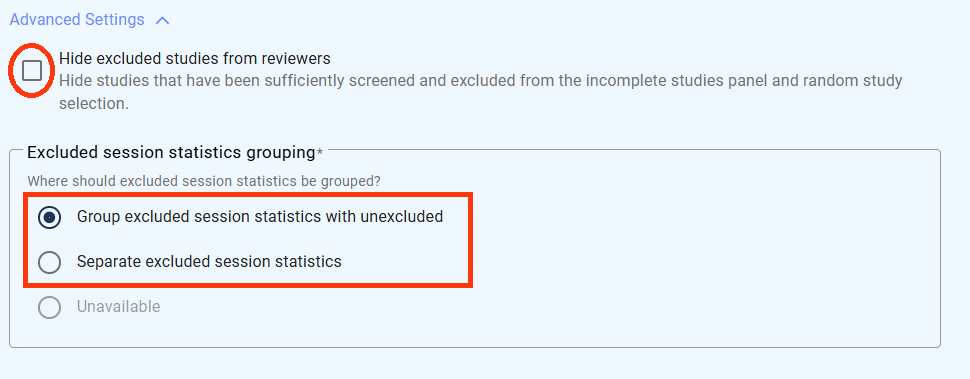 Advanced Settings
Hide excluded studies from reviewers
Hide studies that have been sufficiently screened and excluded from the incomplete studies panel and random study
selection.
Excluded session statistics grouping*
Where should excluded session statistics be grouped?
Group excluded session statistics with unexcluded
Separate excluded session statistics
Unavailable